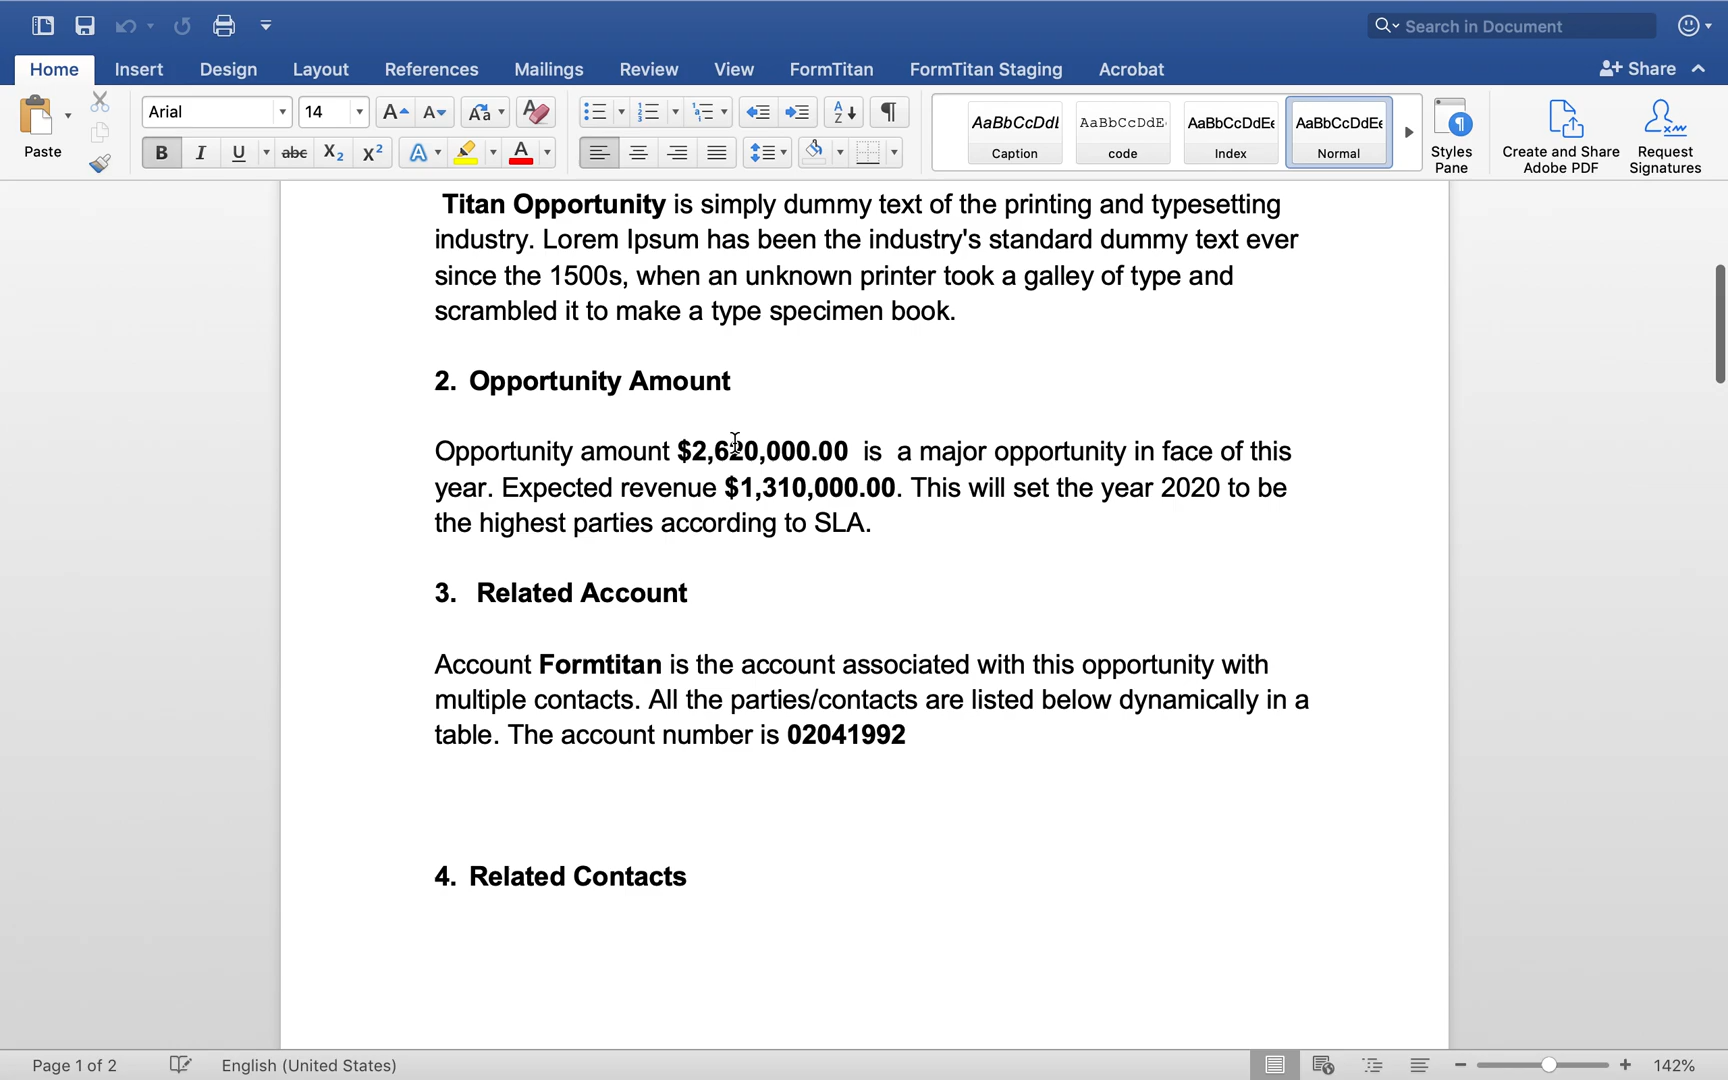 Search in Document
Home Insert Design Layout References Mailings Review View FormTitan FormTitan Staging Acrobat Share
Paste
Arial 14
AaBbCcDdE AaBbCcDdE AaBbCcDdEe AaBbCcDdEe
Caption code Index Normal
Styles Pane
Create and Share Adobe PDF
Request Signatures
Titan Opportunity is simply dummy text of the printing and typesetting
industry. Lorem Ipsum has been the industry's standard dummy text ever
since the 1500s, when an unknown printer took a galley of type and
scrambled it to make a type specimen book.
2. Opportunity Amount
Opportunity amount $2,620,000.00 is a major opportunity in face of this
year. Expected revenue $1,310,000.00. This will set the year 2020 to be
the highest parties according to SLA.
3. Related Account
Account Formtitan is the account associated with this opportunity with
multiple contacts. All the parties/contacts are listed below dynamically in a
table. The account number is 02041992
4. Related Contacts
Page 1 of 2 English (United States) 142%